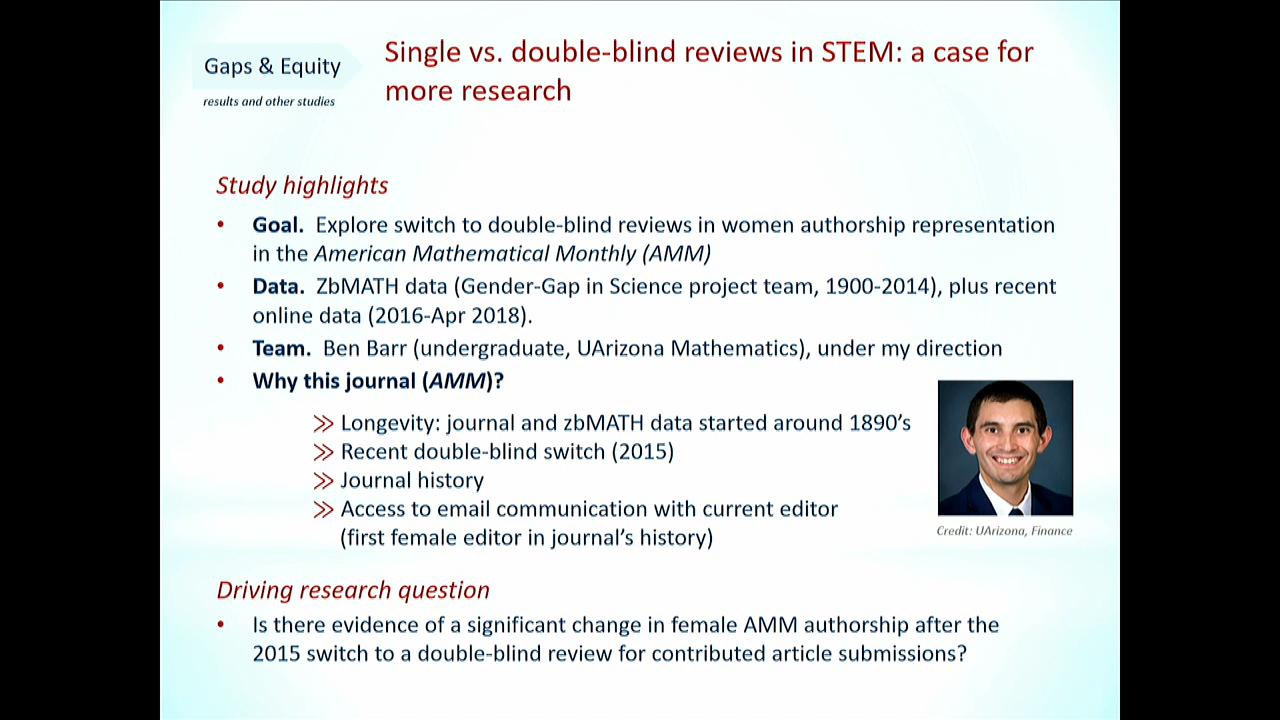 Gaps & Equity
results and other studies
Single vs. double-blind reviews in STEM: a case for
more research
Study highlights
• Goal. Explore switch to double-blind reviews in women authorship representation
in the American Mathematical Monthly (AMM)
• Data. ZbMATH data (Gender-Gap in Science project team, 1900-2014), plus recent
online data (2016-Apr 2018).
• Team. Ben Barr (undergraduate, UArizona Mathematics), under my direction
• Why this journal (AMM)?
>> Longevity: journal and zbMATH data started around 1890’s
>> Recent double-blind switch (2015)
>> Journal history
>> Access to email communication with current editor
(first female editor in journal’s history)
Credit: UArizona, Finance
Driving research question
• Is there evidence of a significant change in female AMM authorship after the
2015 switch to a double-blind review for contributed article submissions?